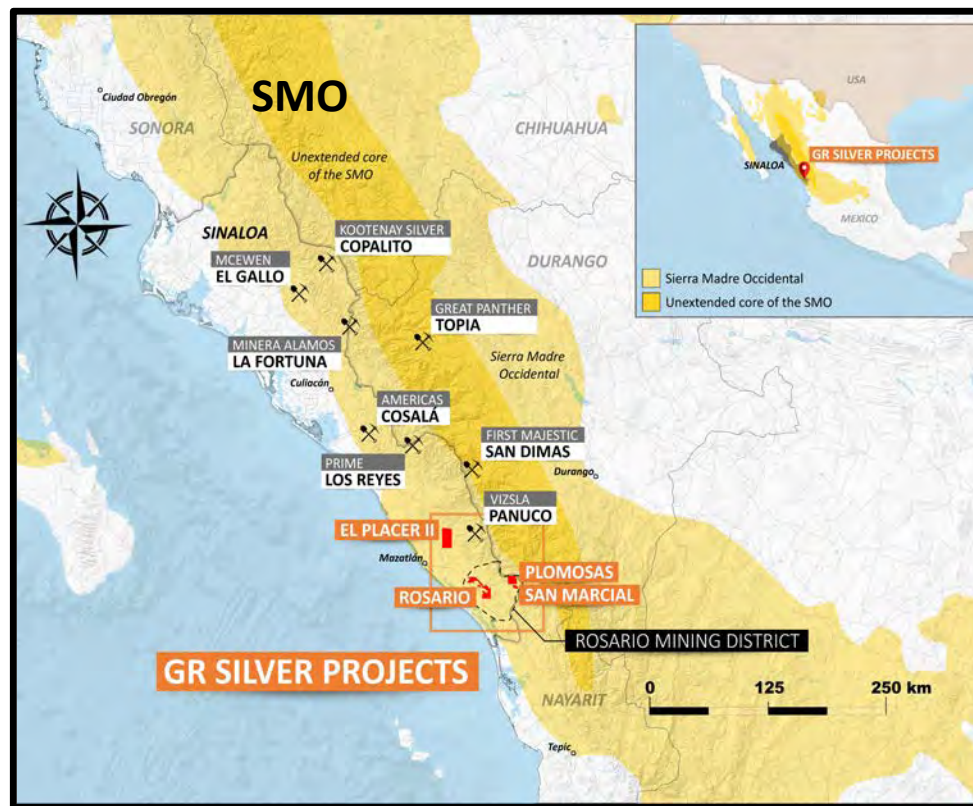 SMO
Ciudad Obregón
SONORA
CHIHUAHUA
Unextended core
of the SMO
USA
SINALOA
GR SILVER PROJECTS
MEXICO
Sierra Madre Occidental
Unextended core of the SMO
SINALOA
KOOTENAY SILVER
COPALITO
MCEWEN
EL GALLO
DURANGO
GREAT PANTHER
TOPIA
MINERA ALAMOS
LA FORTUNA
Sierra Madre
Occidental
Culiacán
AMERICAS
COSALÁ
FIRST MAJESTIC
SAN DIMAS
PRIME
LOS REYES
Durango
VIZSLA
PANUCO
EL PLACER II
Mazatlán
PLOMOSAS
ROSARIO
SAN MARCIAL
ROSARIO MINING DISTRICT
GR SILVER PROJECTS
0 125 250 km
NAYARIT
Tepic